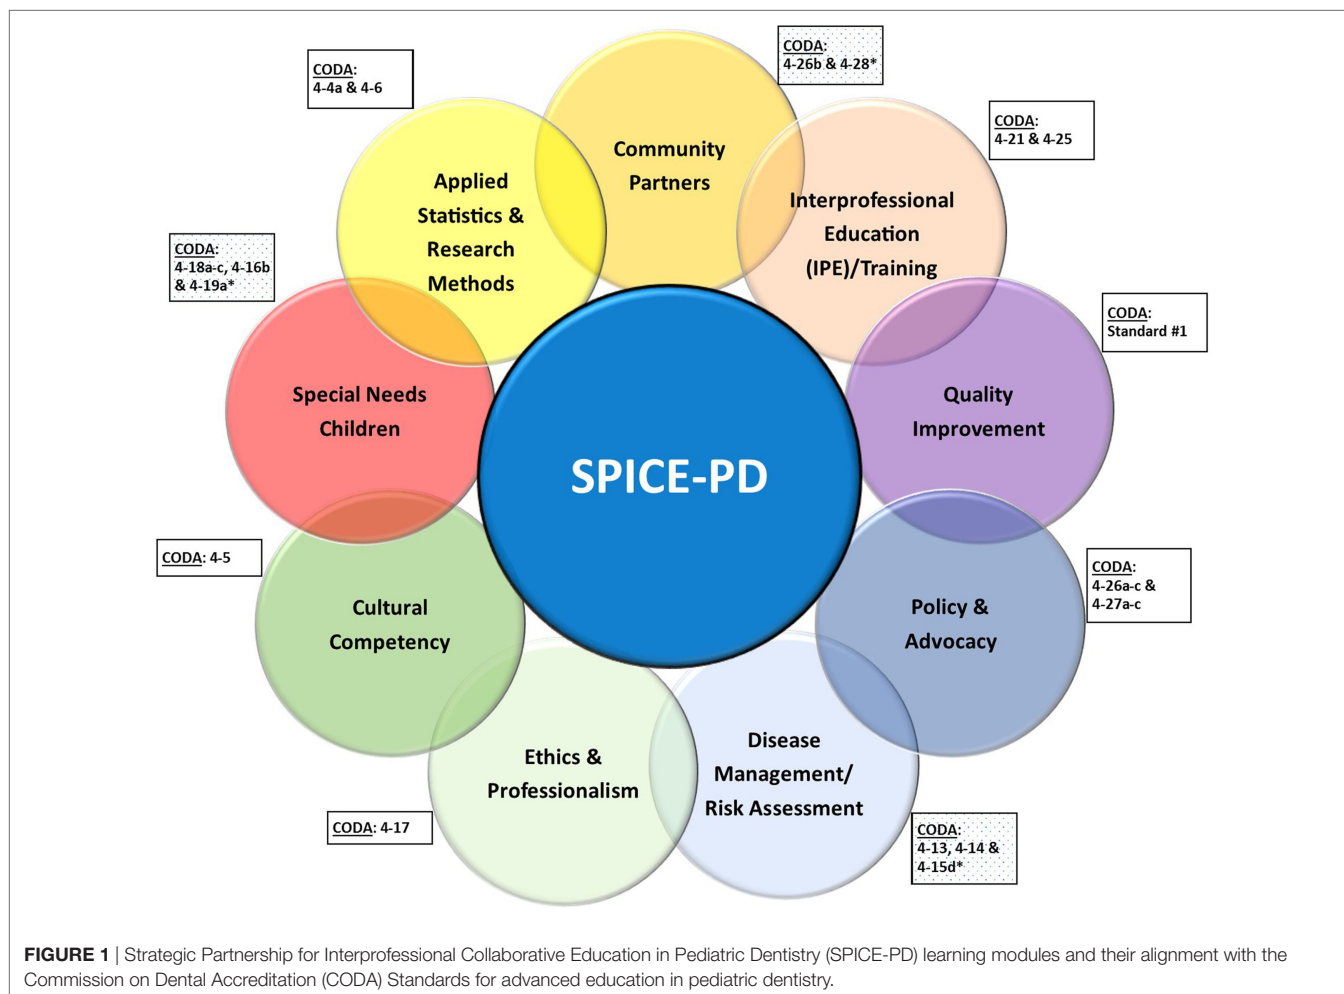 CODA:
4-26b & 4-28*
CODA:
4-4a & 4-6
Community
Partners
CODA:
4-21 & 4-25
Applied
Statistics &
Research
Methods
Interprofessional
Education
(IPE)/Training
CODA:
4-18a-c, 4-16b
& 4-19a*
CODA:
Standard #1
Special Needs
Children
Quality
Improvement
SPICE-PD
CODA: 4-5
CODA:
4-26a-c &
4-27a-c
Cultural
Competency
Policy &
Advocacy
Ethics &
Professionalism
Disease
Management/
Risk Assessment
CODA: 4-17
CODA:
4-13, 4-14 &
4-15d*
FIGURE 1 | Strategic Partnership for Interprofessional Collaborative Education in Pediatric Dentistry (SPICE-PD) learning modules and their alignment with the
Commission on Dental Accreditation (CODA) Standards for advanced education in pediatric dentistry.